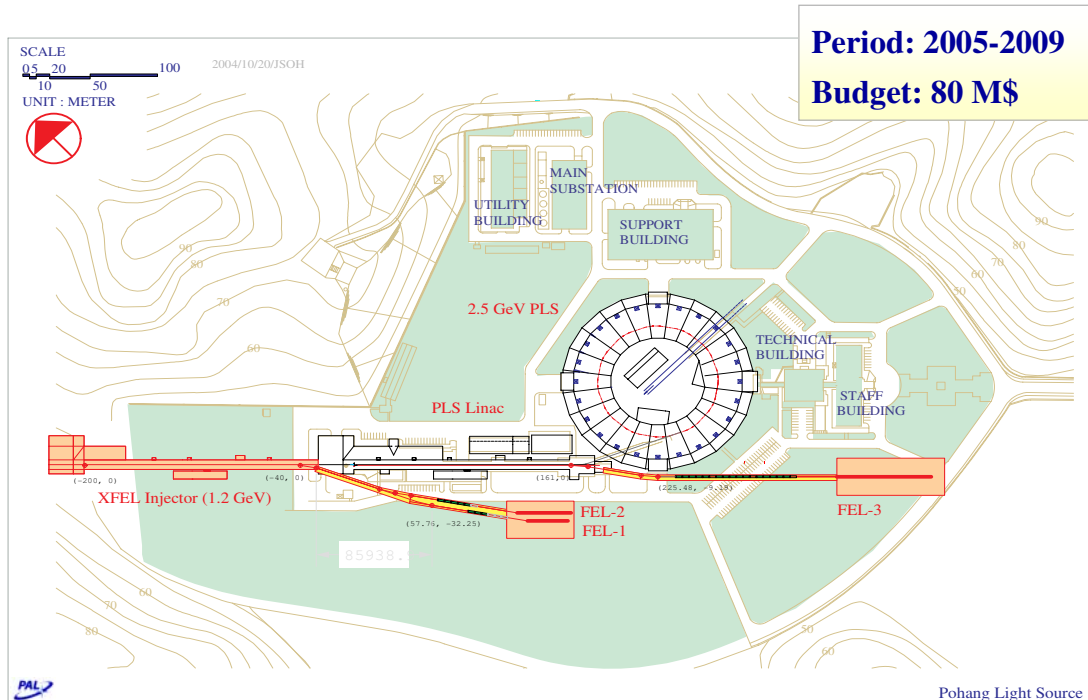 Period: 2005-2009
Budget: 80 M$
SCALE
0 5 20 100
10 50
UNIT : METER
2004/10/20/JSOH
MAIN
SUBSTATION
UTILITY
BUILDING
SUPPORT
BUILDING
90
80
70
60
90
80
70
60
50
2.5 GeV PLS
TECHNICAL
BUILDING
STAFF
BUILDING
PLS Linac
(-200, 0)
(-40, 0)
(161,0)
(225.48, -9.19)
XFEL Injector (1.2 GeV)
FEL-2
FEL-1
FEL-3
(57.76, -32.25)
85938.
60
70
80
50
60
PAL
Pohang Light Source